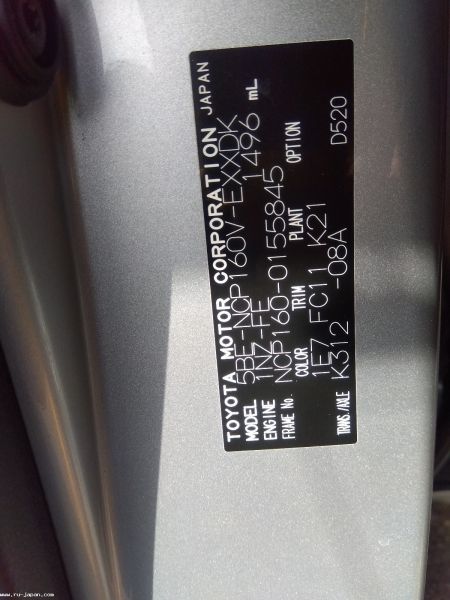 TOYOTA MOTOR CORPORATION JAPAN
MODEL 5BE-NCP160V-EXXDK
ENGINE 1NZ-FE 1496 mL
FRAME No. NCP160-0155845
COLOR TRIM PLANT OPTION
1E7 FC11 K21
TRNS/AXLE K312 -08A D520
www.ru-japan.com